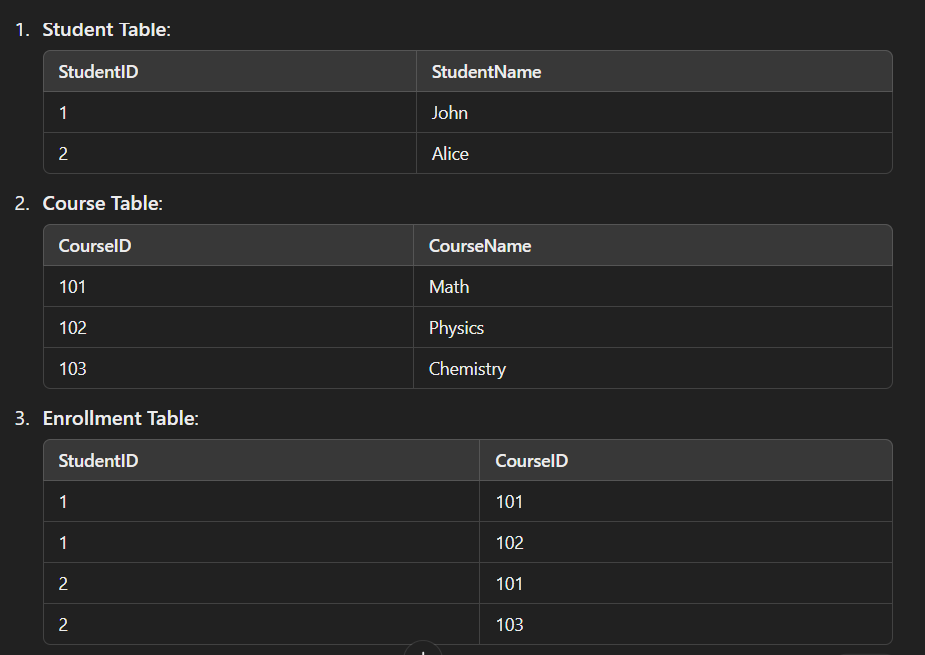 1. Student Table:
StudentID StudentName
1 John
2 Alice
2. Course Table:
CourseID CourseName
101 Math
102 Physics
103 Chemistry
3. Enrollment Table:
StudentID CourseID
1 101
1 102
2 101
2 103